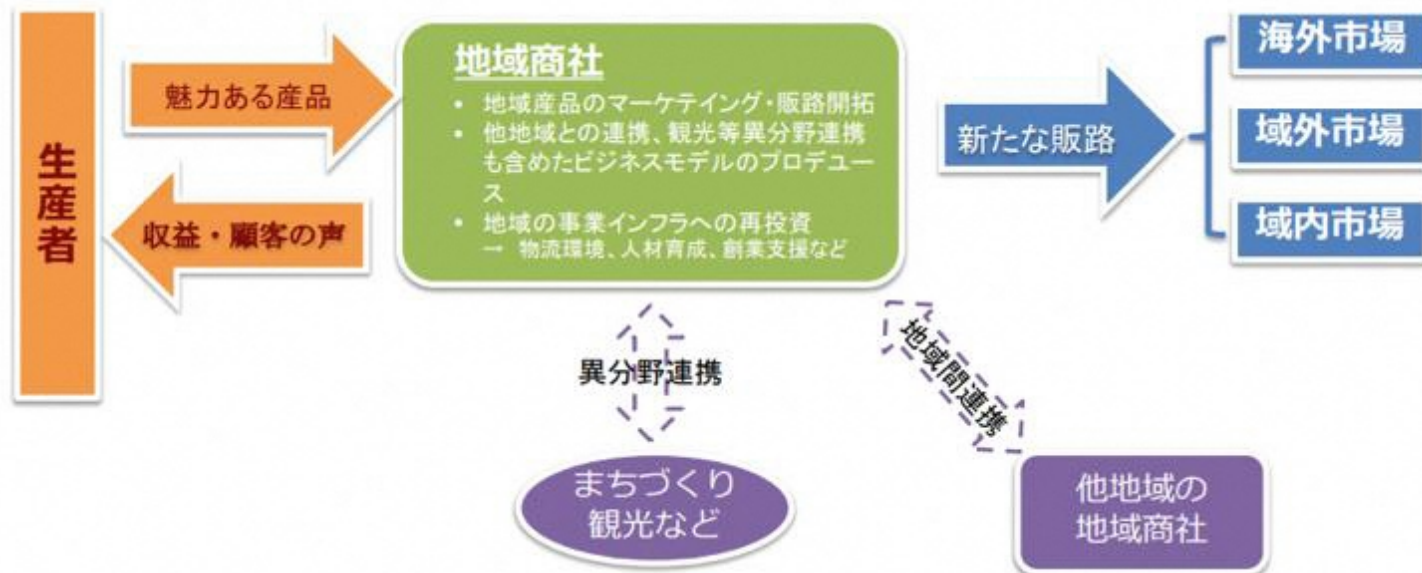 生産者
魅力ある産品
収益・顧客の声
地域商社
• 地域産品のマーケテイング・販路開拓
• 他地域との連携、観光等異分野連携
も含めたビジネスモデルのプロデュー
ス
• 地域の事業インフラへの再投資
→ 物流環境、人材育成、創業支援など
新たな販路
海外市場
域外市場
域内市場
異分野連携
地域間連携
まちづくり
観光など
他地域の
地域商社